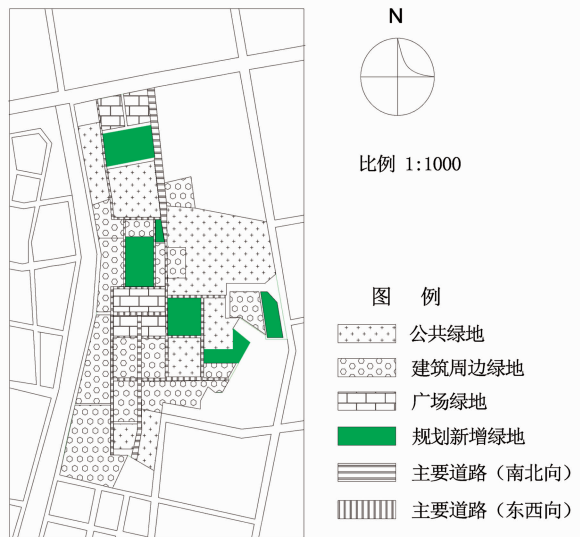 N
比例 1:1000
图 例
公共绿地
建筑周边绿地
广场绿地
规划新增绿地
主要道路（南北向）
主要道路（东西向）